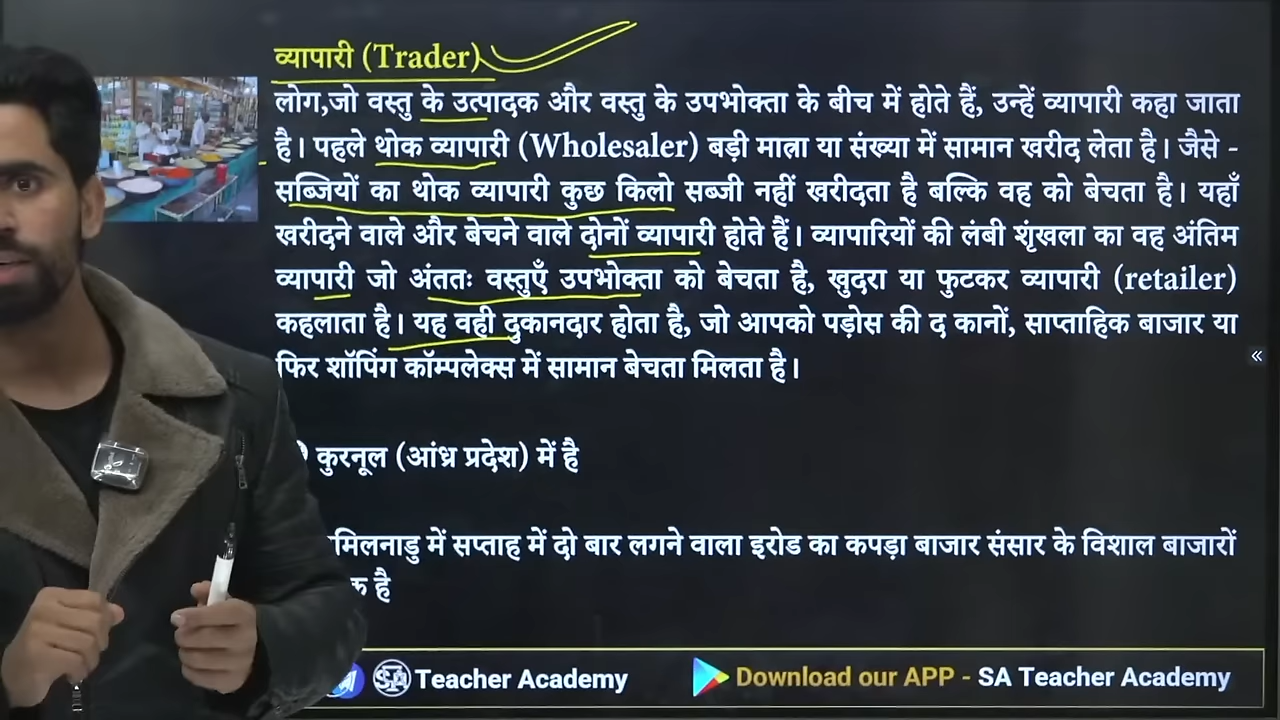 व्यापारी (Trader)
लोग,जो वस्तु के उत्पादक और वस्तु के उपभोक्ता के बीच में होते हैं, उन्हें व्यापारी कहा जाता
है। पहले थोक व्यापारी (Wholesaler) बड़ी मात्रा या संख्या में सामान खरीद लेता है। जैसे -
सब्जियों का थोक व्यापारी कुछ किलो सब्जी नहीं खरीदता है बल्कि वह को बेचता है। यहाँ
खरीदने वाले और बेचने वाले दोनों व्यापारी होते हैं। व्यापारियों की लंबी शृंखला का वह अंतिम
व्यापारी जो अंततः वस्तुएँ उपभोक्ता को बेचता है, खुदरा या फुटकर व्यापारी (retailer)
कहलाता है। यह वही दुकानदार होता है, जो आपको पड़ोस की द कानों, साप्ताहिक बाजार या
फिर शॉपिंग कॉम्पलेक्स में सामान बेचता मिलता है।
«
कुरनूल (आंध्र प्रदेश) में है
मिलनाडु में सप्ताह में दो बार लगने वाला इरोड का कपड़ा बाजार संसार के विशाल बाजारों
है
SA Teacher Academy
Download our APP - SA Teacher Academy